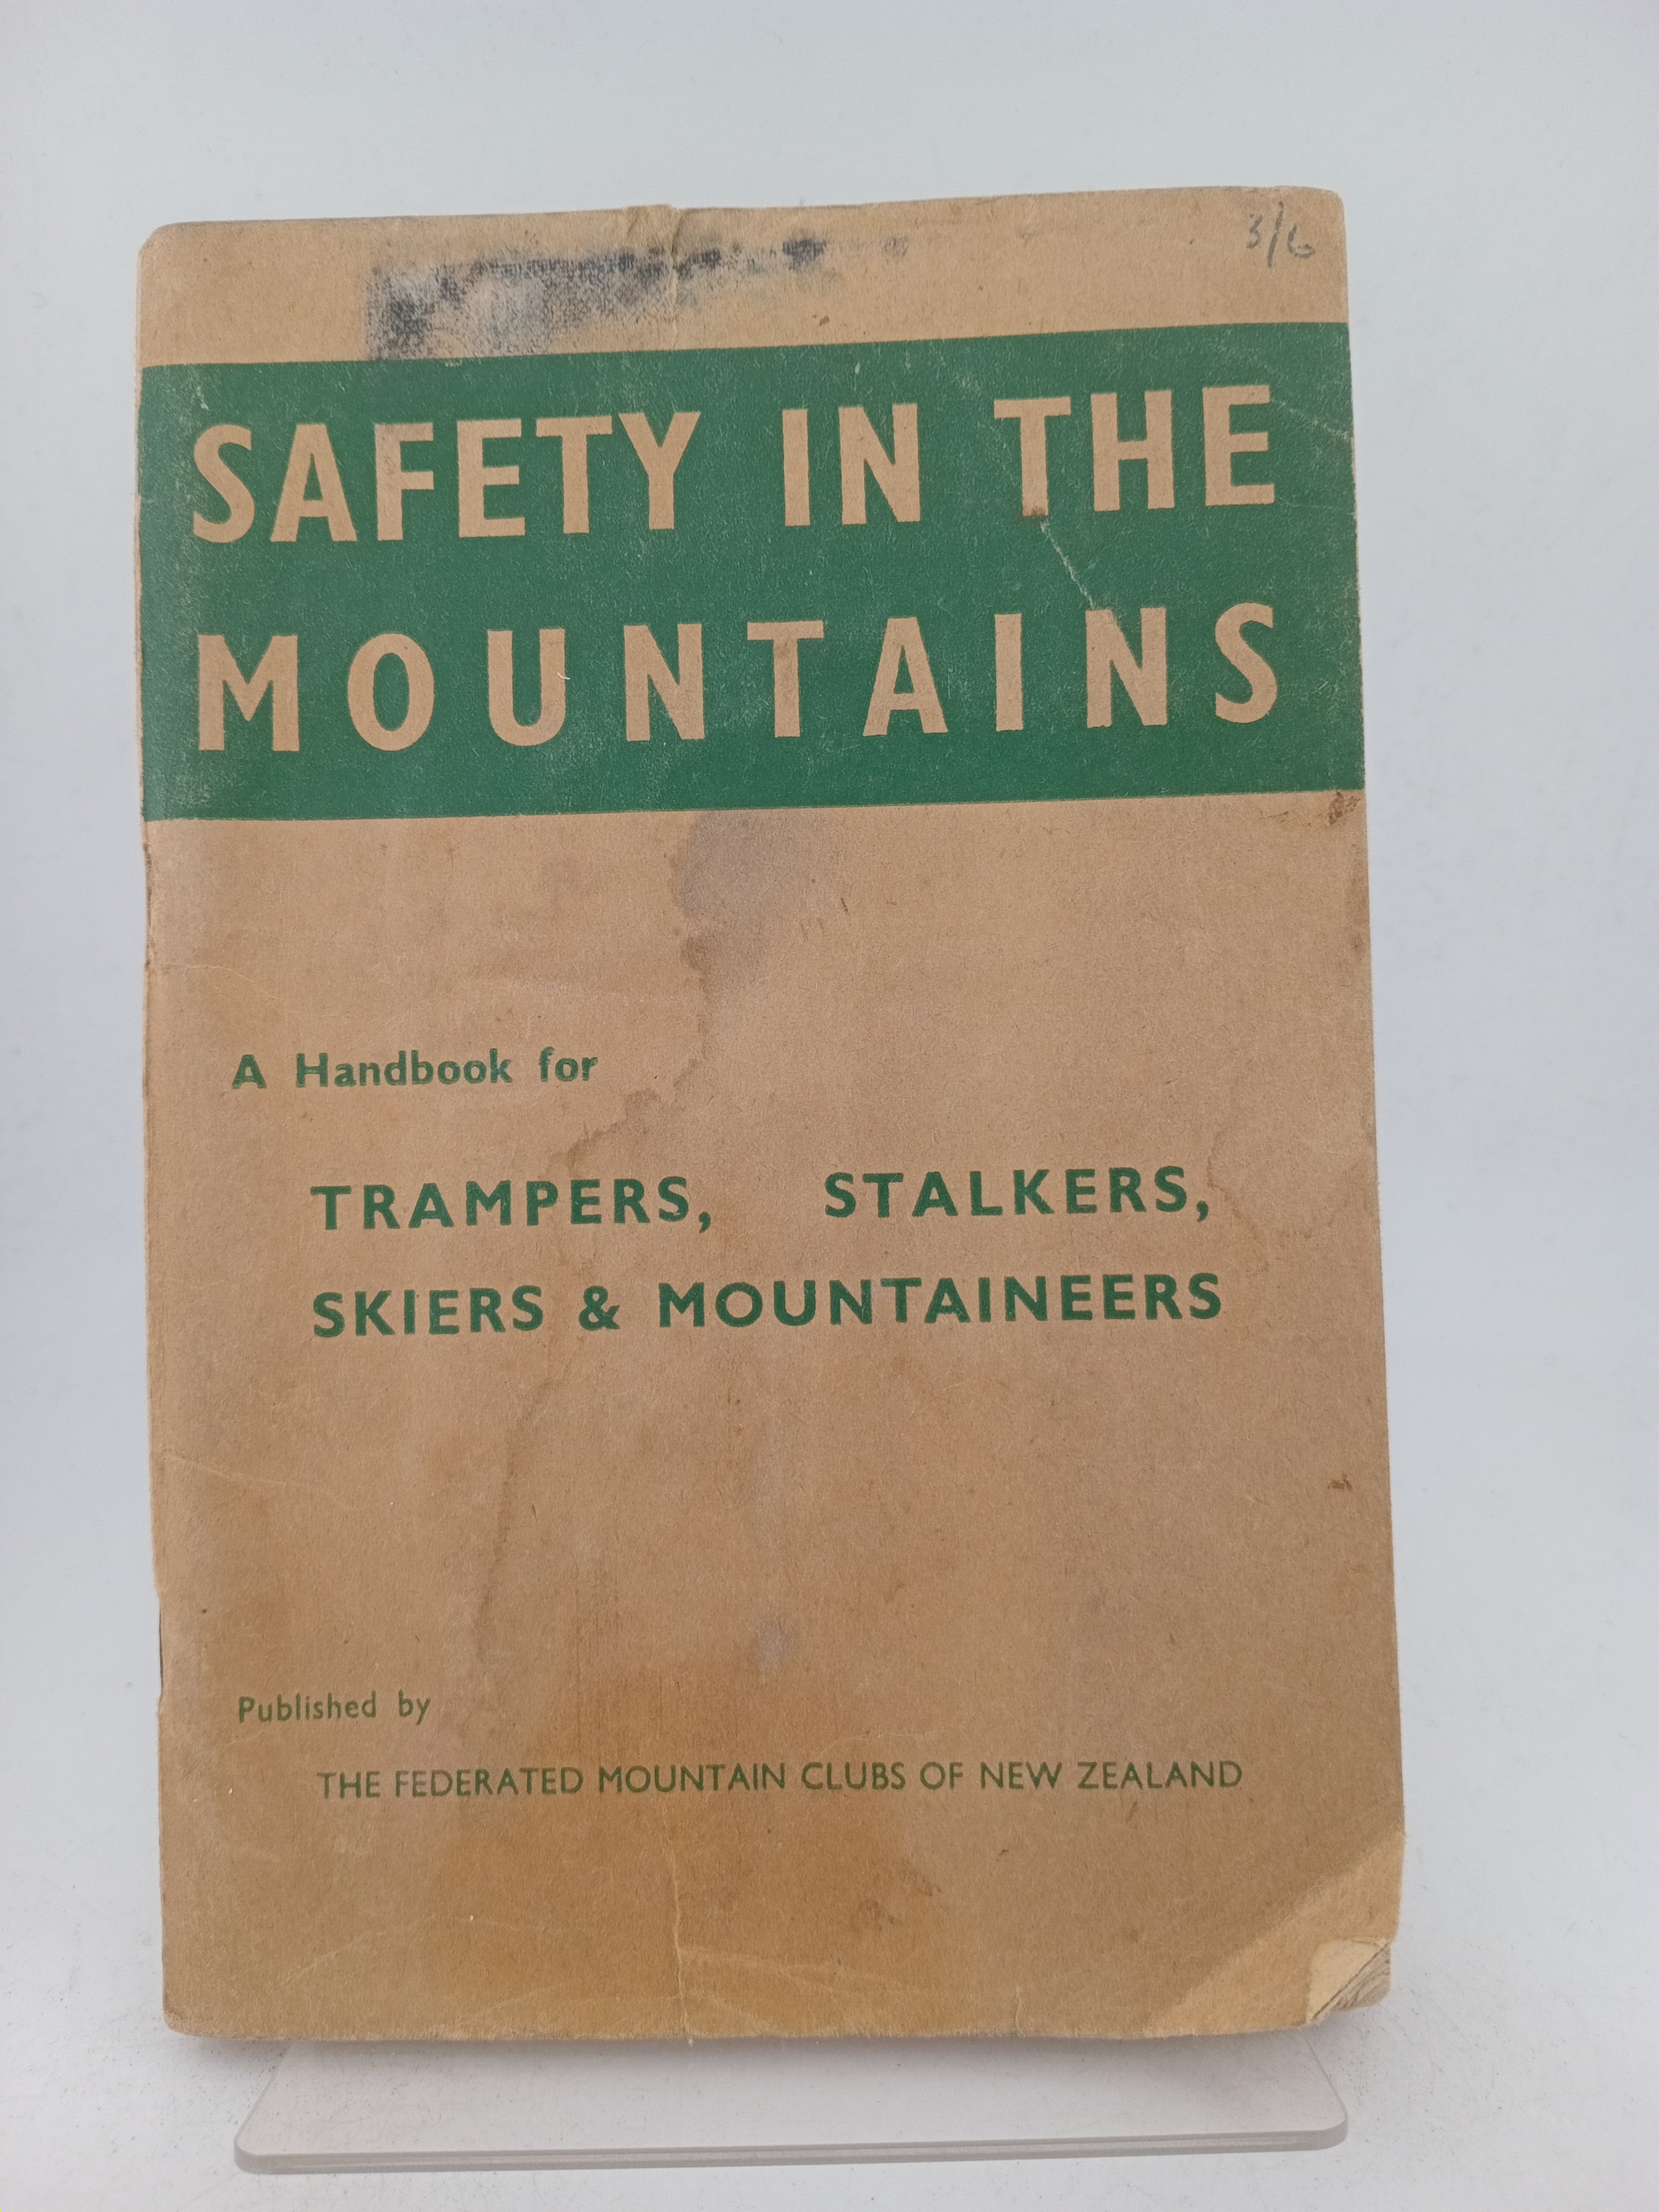 3/6
SAFETY IN THE
MOUNTAINS
A Handbook for
TRAMPERS, STALKERS,
SKIERS & MOUNTAINEERS
Published by
THE FEDERATED MOUNTAIN CLUBS OF NEW ZEALAND